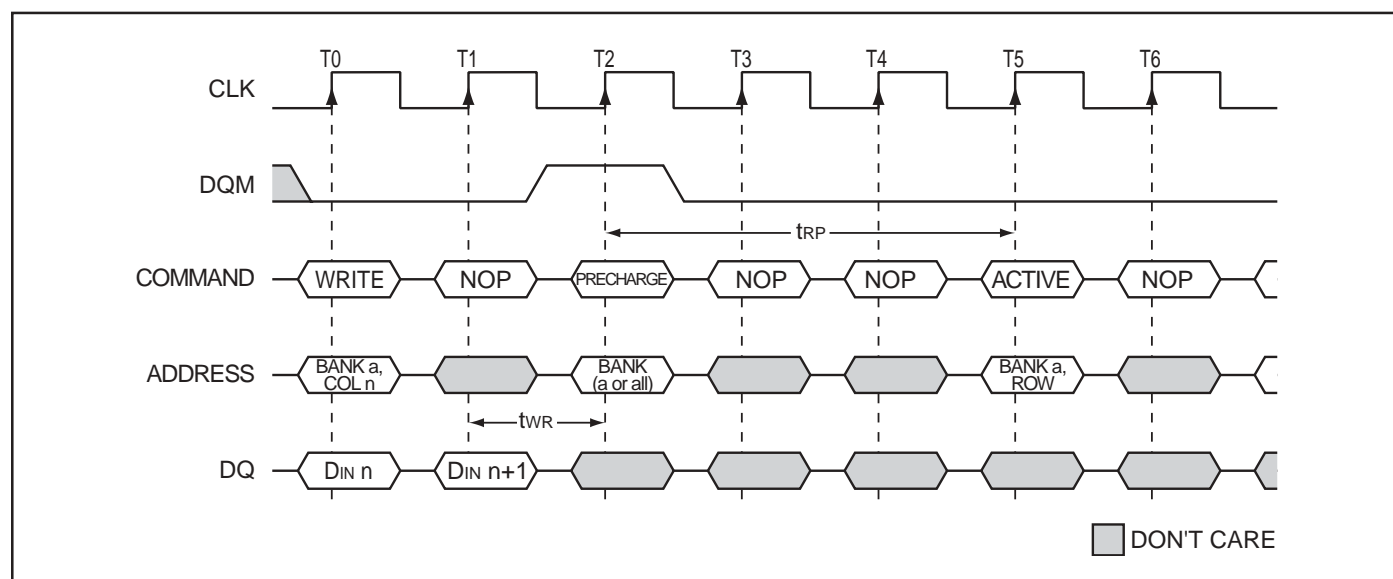 T0 T1 T2 T3 T4 T5 T6
CLK
DQM
tRP
COMMAND WRITE NOP PRECHARGE NOP NOP ACTIVE NOP
ADDRESS BANK a, COL n BANK (a or all) BANK a, ROW
tWR
DQ DIN n DIN n+1
DON'T CARE